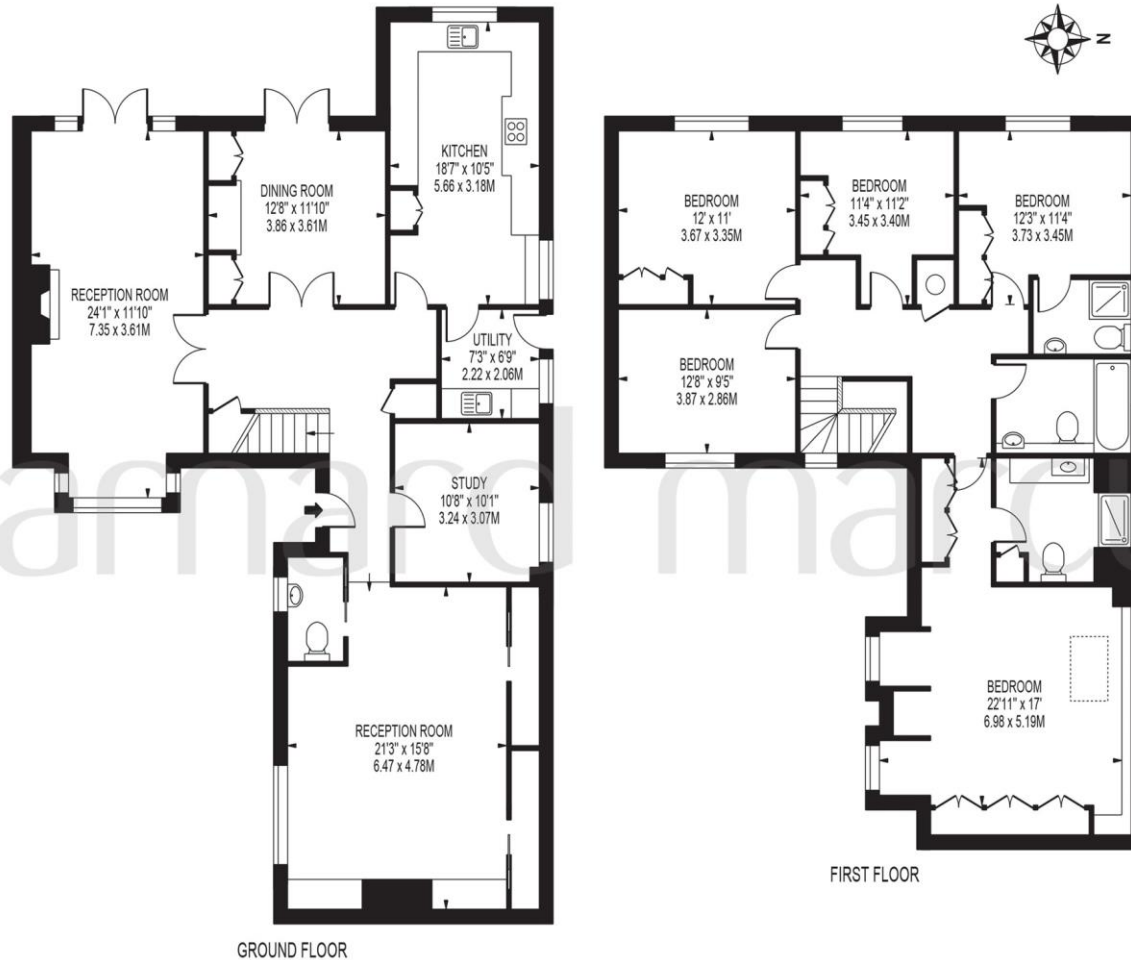 N
KITCHEN
18'7" x 10'5"
5.66 x 3.18M
DINING ROOM
12'8" x 11'10"
3.86 x 3.61M
RECEPTION ROOM
24'1" x 11'10"
7.35 x 3.61M
UTILITY
7'3" x 6'9"
2.22 x 2.06M
STUDY
10'8" x 10'1"
3.24 x 3.07M
RECEPTION ROOM
21'3" x 15'8"
6.47 x 4.78M
GROUND FLOOR
BEDROOM
12' x 11'
3.67 x 3.35M
BEDROOM
11'4" x 11'2"
3.45 x 3.40M
BEDROOM
12'3" x 11'4"
3.73 x 3.45M
BEDROOM
12'8" x 9'5"
3.87 x 2.86M
BEDROOM
22'11" x 17'
6.98 x 5.19M
FIRST FLOOR